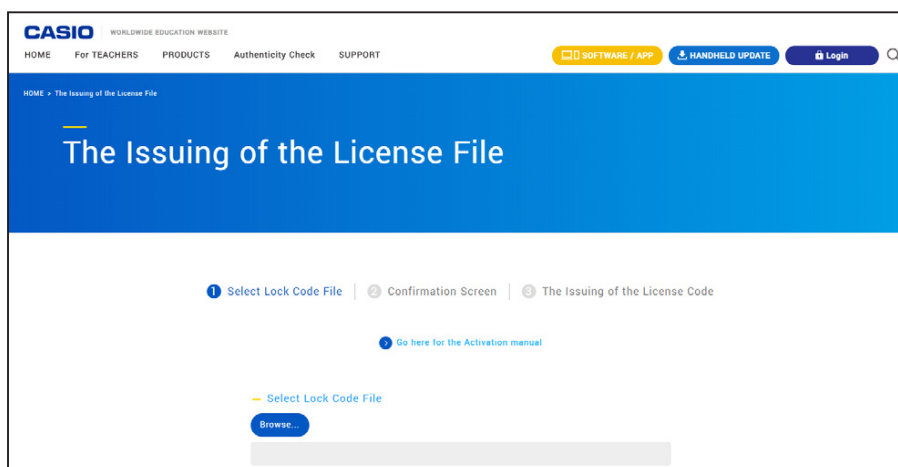 CASIO WORLDWIDE EDUCATION WEBSITE
HOME For TEACHERS PRODUCTS Authenticity Check SUPPORT SOFTWARE / APP HANDHELD UPDATE Login
HOME > The Issuing of the License File
The Issuing of the License File
1 Select Lock Code File 2 Confirmation Screen 3 The Issuing of the License Code
Go here for the Activation manual
Select Lock Code File
Browse...